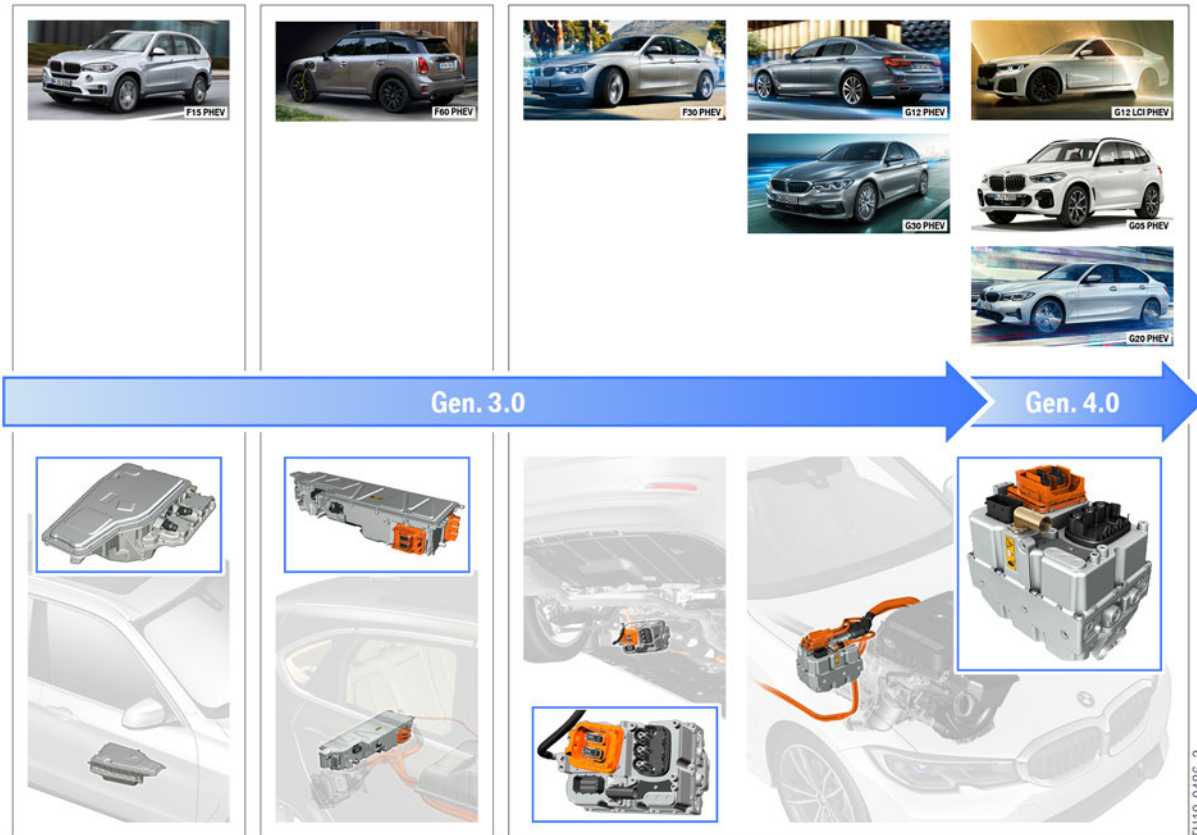 F15 PHEV
F60 PHEV
F30 PHEV
G12 PHEV
G12 LCI PHEV
G30 PHEV
G05 PHEV
G20 PHEV
Gen. 3.0
Gen. 4.0